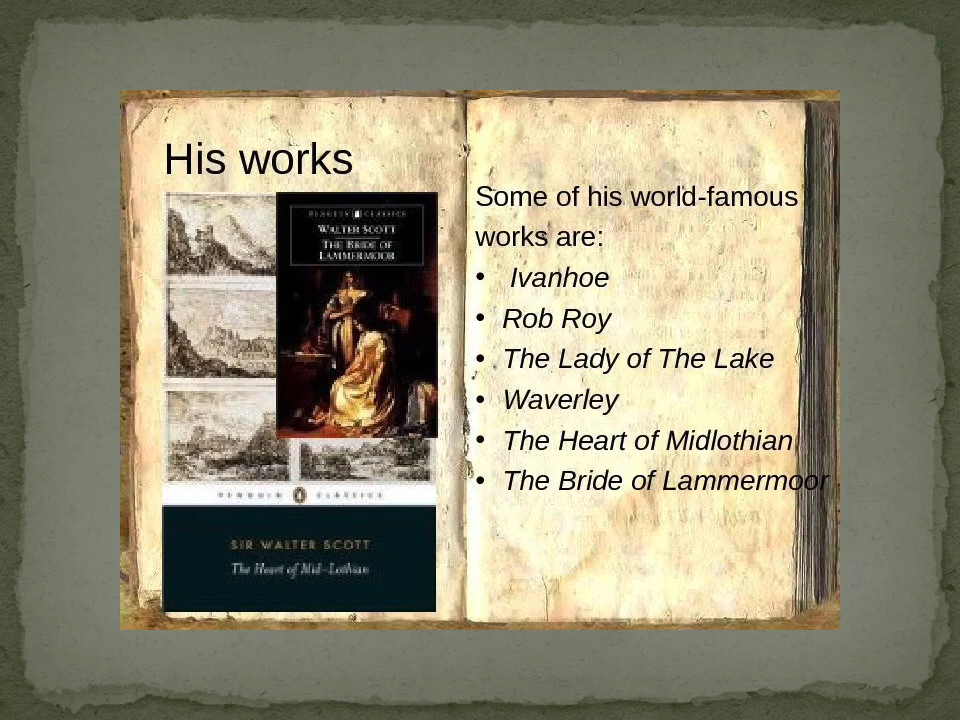 His works
PENGUIN CLASSICS
WALTER SCOTT
THE BRIDE OF
LAMMERMOOR
PENGUIN CLASSICS
SIR WALTER SCOTT
The Heart of Mid-Lothian
Some of his world-famous
works are:
• Ivanhoe
• Rob Roy
• The Lady of The Lake
• Waverley
• The Heart of Midlothian
• The Bride of Lammermoor